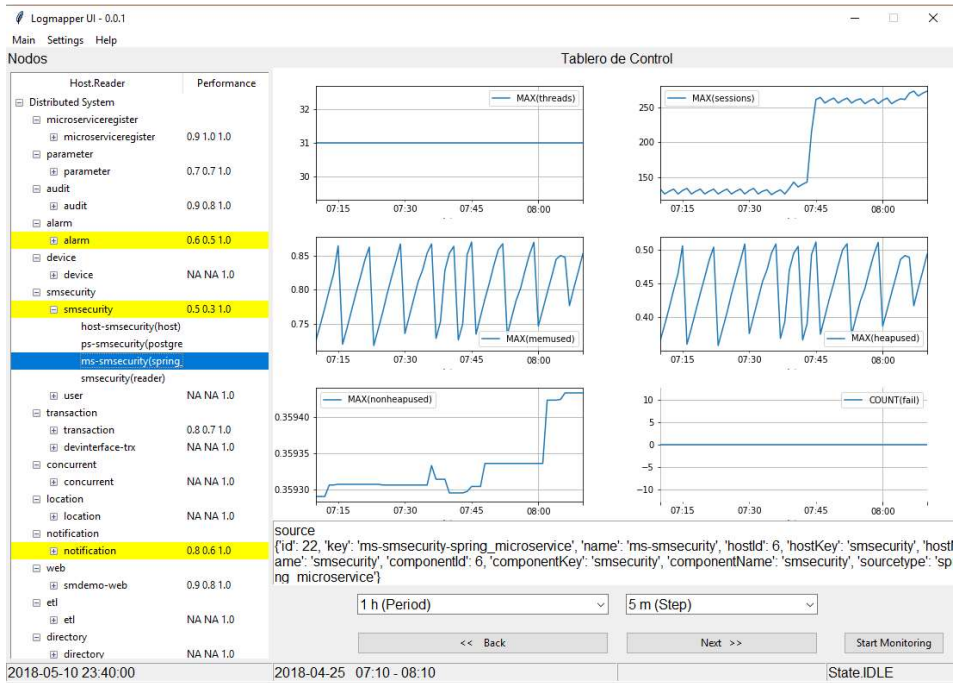 Logmapper UI - 0.0.1
Main Settings Help
Nodos
Tablero de Control
Host.Reader Performance
Distributed System
microserviceregister
microserviceregister 0.9 1.0 1.0
parameter
parameter 0.7 0.7 1.0
audit
audit 0.9 0.8 1.0
alarm
alarm 0.6 0.5 1.0
device
device NA NA 1.0
smsecurity
smsecurity 0.5 0.3 1.0
host-smsecurity(host)
ps-smsecurity(postgre
ms-smsecurity(spring_
smsecurity(reader)
user NA NA 1.0
transaction
transaction 0.8 0.7 1.0
devinterface-trx NA NA 1.0
concurrent
concurrent NA NA 1.0
location
location NA NA 1.0
notification
notification 0.8 0.6 1.0
web
smdemo-web 0.9 0.8 1.0
etl
etl NA NA 1.0
directory
directory NA NA 1.0
MAX(threads)
32
31
30
07:15 07:30 07:45 08:00
MAX(sessions)
250
200
150
07:15 07:30 07:45 08:00
0.85
0.80
0.75
MAX(memused)
07:15 07:30 07:45 08:00
0.50
0.45
0.40
MAX(heapused)
07:15 07:30 07:45 08:00
MAX(nonheapused)
0.35940
0.35935
0.35930
07:15 07:30 07:45 08:00
COUNT(fail)
10
5
0
−5
−10
07:15 07:30 07:45 08:00
source
{'id': 22, 'key': 'ms-smsecurity-spring_microservice', 'name': 'ms-smsecurity', 'hostId': 6, 'hostKey': 'smsecurity', 'hostN
ame': 'smsecurity', 'componentId': 6, 'componentKey': 'smsecurity', 'componentName': 'smsecurity', 'sourcetype': 'spri
ng_microservice'}
1 h (Period) 5 m (Step)
<< Back Next >> Start Monitoring
2018-05-10 23:40:00 2018-04-25 07:10 - 08:10 State.IDLE